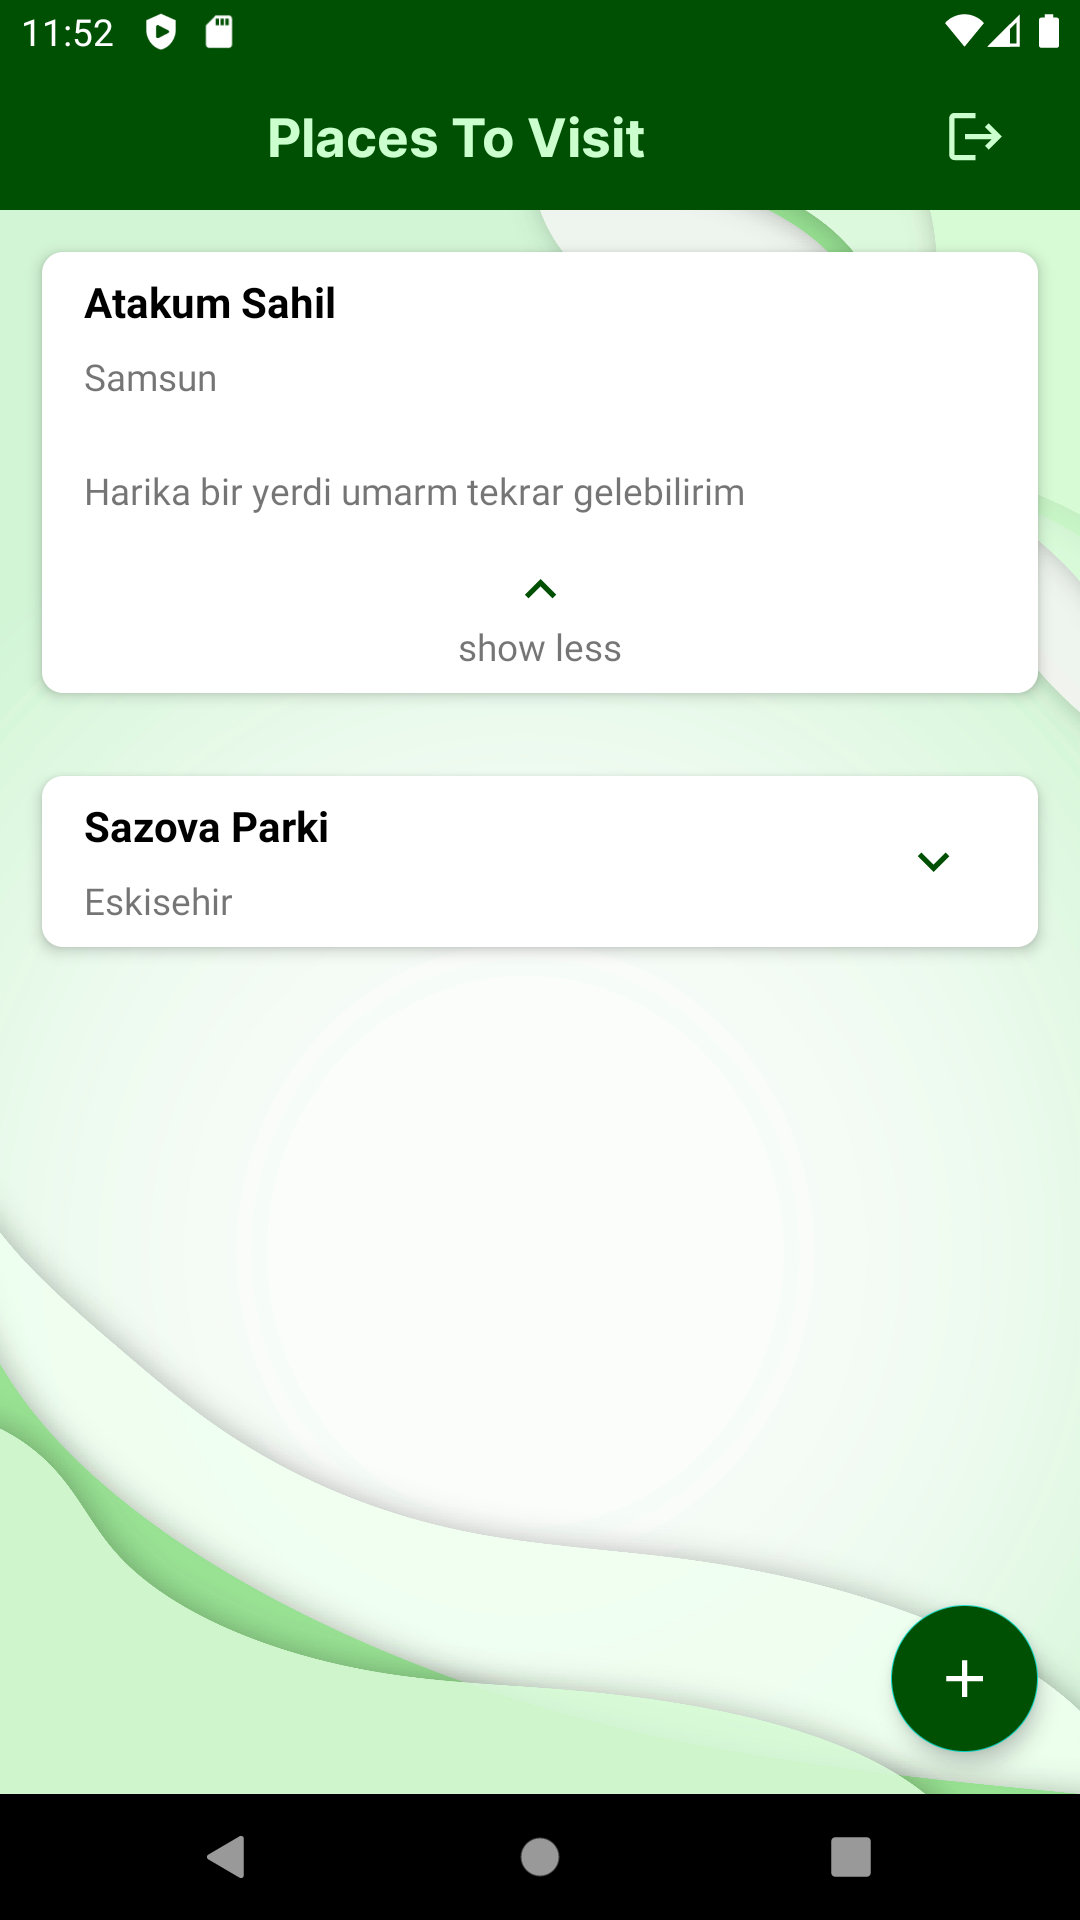 11:52
Places To Visit
Atakum Sahil
Samsun
Harika bir yerdi umarm tekrar gelebilirim
show less
Sazova Parki
Eskisehir